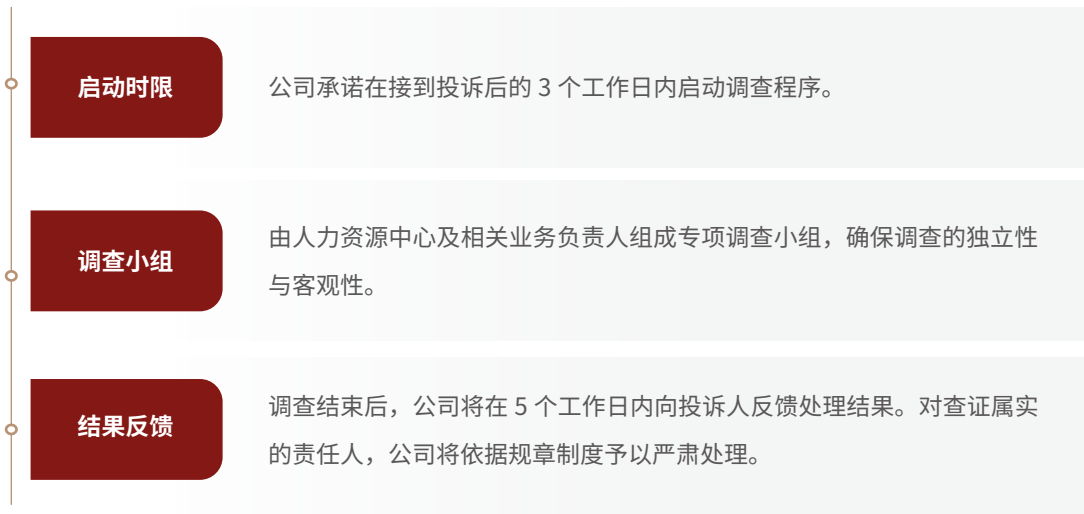 启动时限
公司承诺在接到投诉后的 3 个工作日内启动调查程序。
调查小组
由人力资源中心及相关业务负责人组成专项调查小组，确保调查的独立性
与客观性。
结果反馈
调查结束后，公司将在 5 个工作日内向投诉人反馈处理结果。对查证属实
的责任人，公司将依据规章制度予以严肃处理。